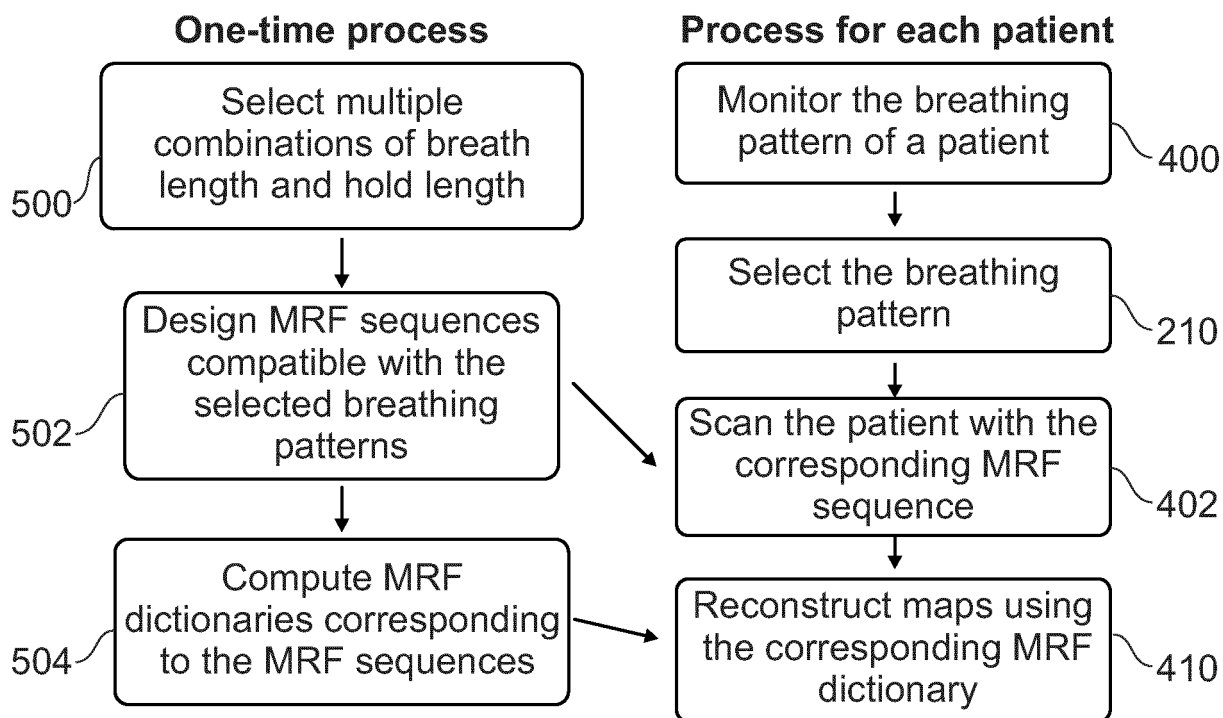 One-time process
Select multiple
combinations of breath
length and hold length
500
Design MRF sequences
compatible with the
selected breathing
patterns
502
Compute MRF
dictionaries corresponding
to the MRF sequences
504
Process for each patient
Monitor the breathing
pattern of a patient
400
Select the breathing
pattern
210
Scan the patient with the
corresponding MRF
sequence
402
Reconstruct maps using
the corresponding MRF
dictionary
410